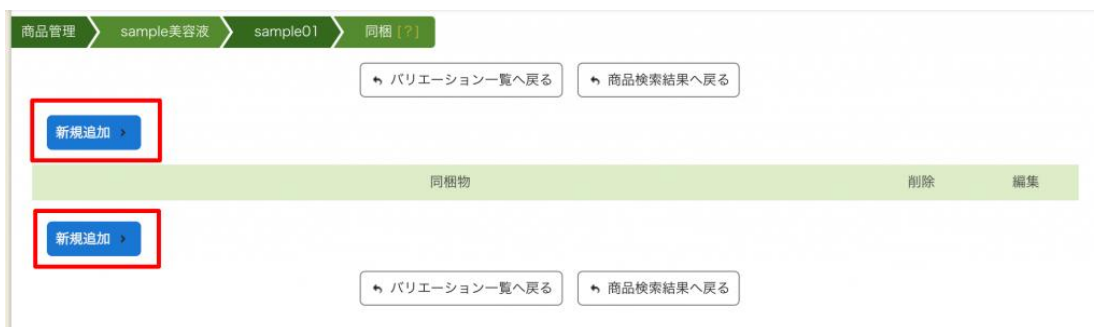 商品管理 sample美容液 sample01 同梱 [?]
バリエーション一覧へ戻る 商品検索結果へ戻る
新規追加
同梱物 削除 編集
新規追加
バリエーション一覧へ戻る 商品検索結果へ戻る